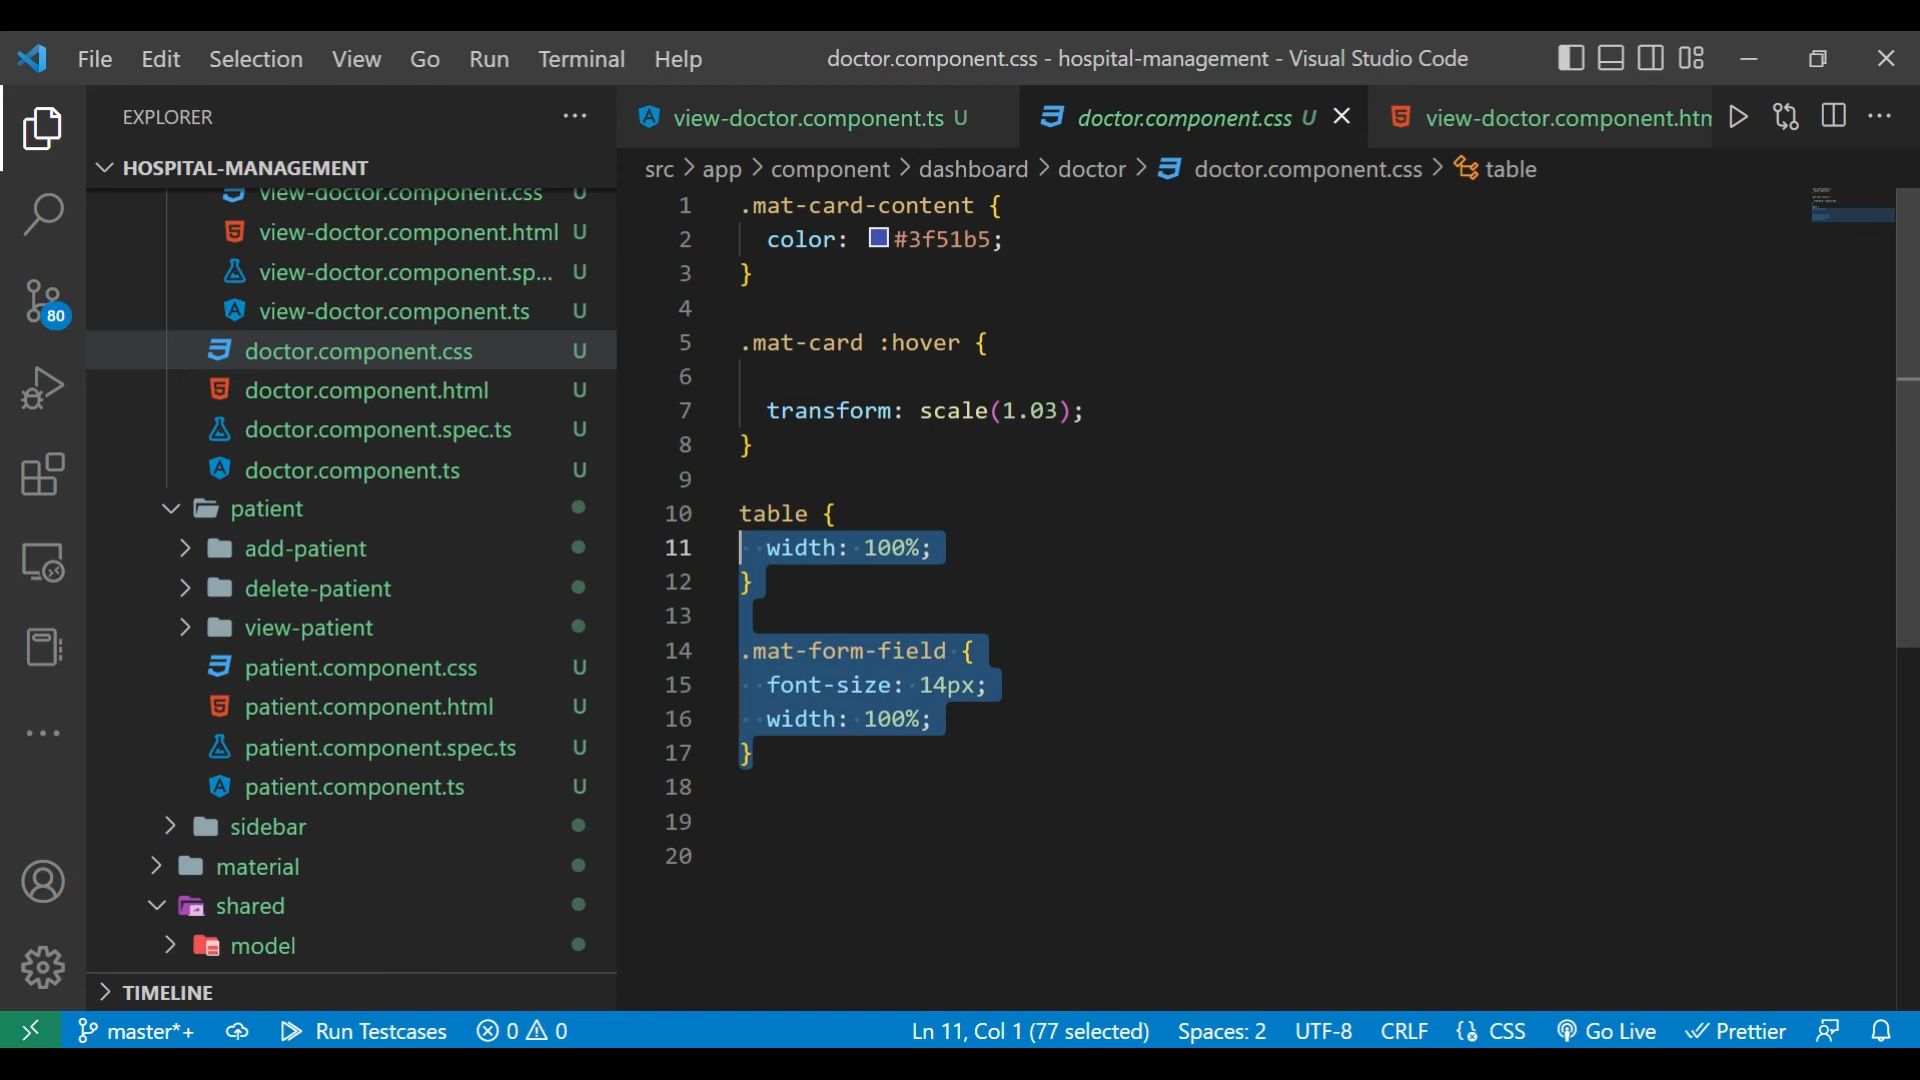 File Edit Selection View Go Run Terminal Help doctor.component.css - hospital-management - Visual Studio Code
EXPLORER
view-doctor.component.ts U doctor.component.css U view-doctor.component.htm
HOSPITAL-MANAGEMENT
src > app > component > dashboard > doctor > doctor.component.css > table
view-doctor.component.css U
view-doctor.component.html U
view-doctor.component.sp... U
view-doctor.component.ts U
doctor.component.css U
doctor.component.html U
doctor.component.spec.ts U
doctor.component.ts U
patient
add-patient
delete-patient
view-patient
patient.component.css U
patient.component.html U
patient.component.spec.ts U
patient.component.ts U
sidebar
material
shared
model
TIMELINE
80
1 .mat-card-content {
2 color: #3f51b5;
3 }
4
5 .mat-card :hover {
6
7 transform: scale(1.03);
8 }
9
10 table {
11 width: 100%;
12 }
13
14 .mat-form-field {
15 font-size: 14px;
16 width: 100%;
17 }
18
19
20
master*+ Run Testcases 0 0 Ln 11, Col 1 (77 selected) Spaces: 2 UTF-8 CRLF CSS Go Live Prettier